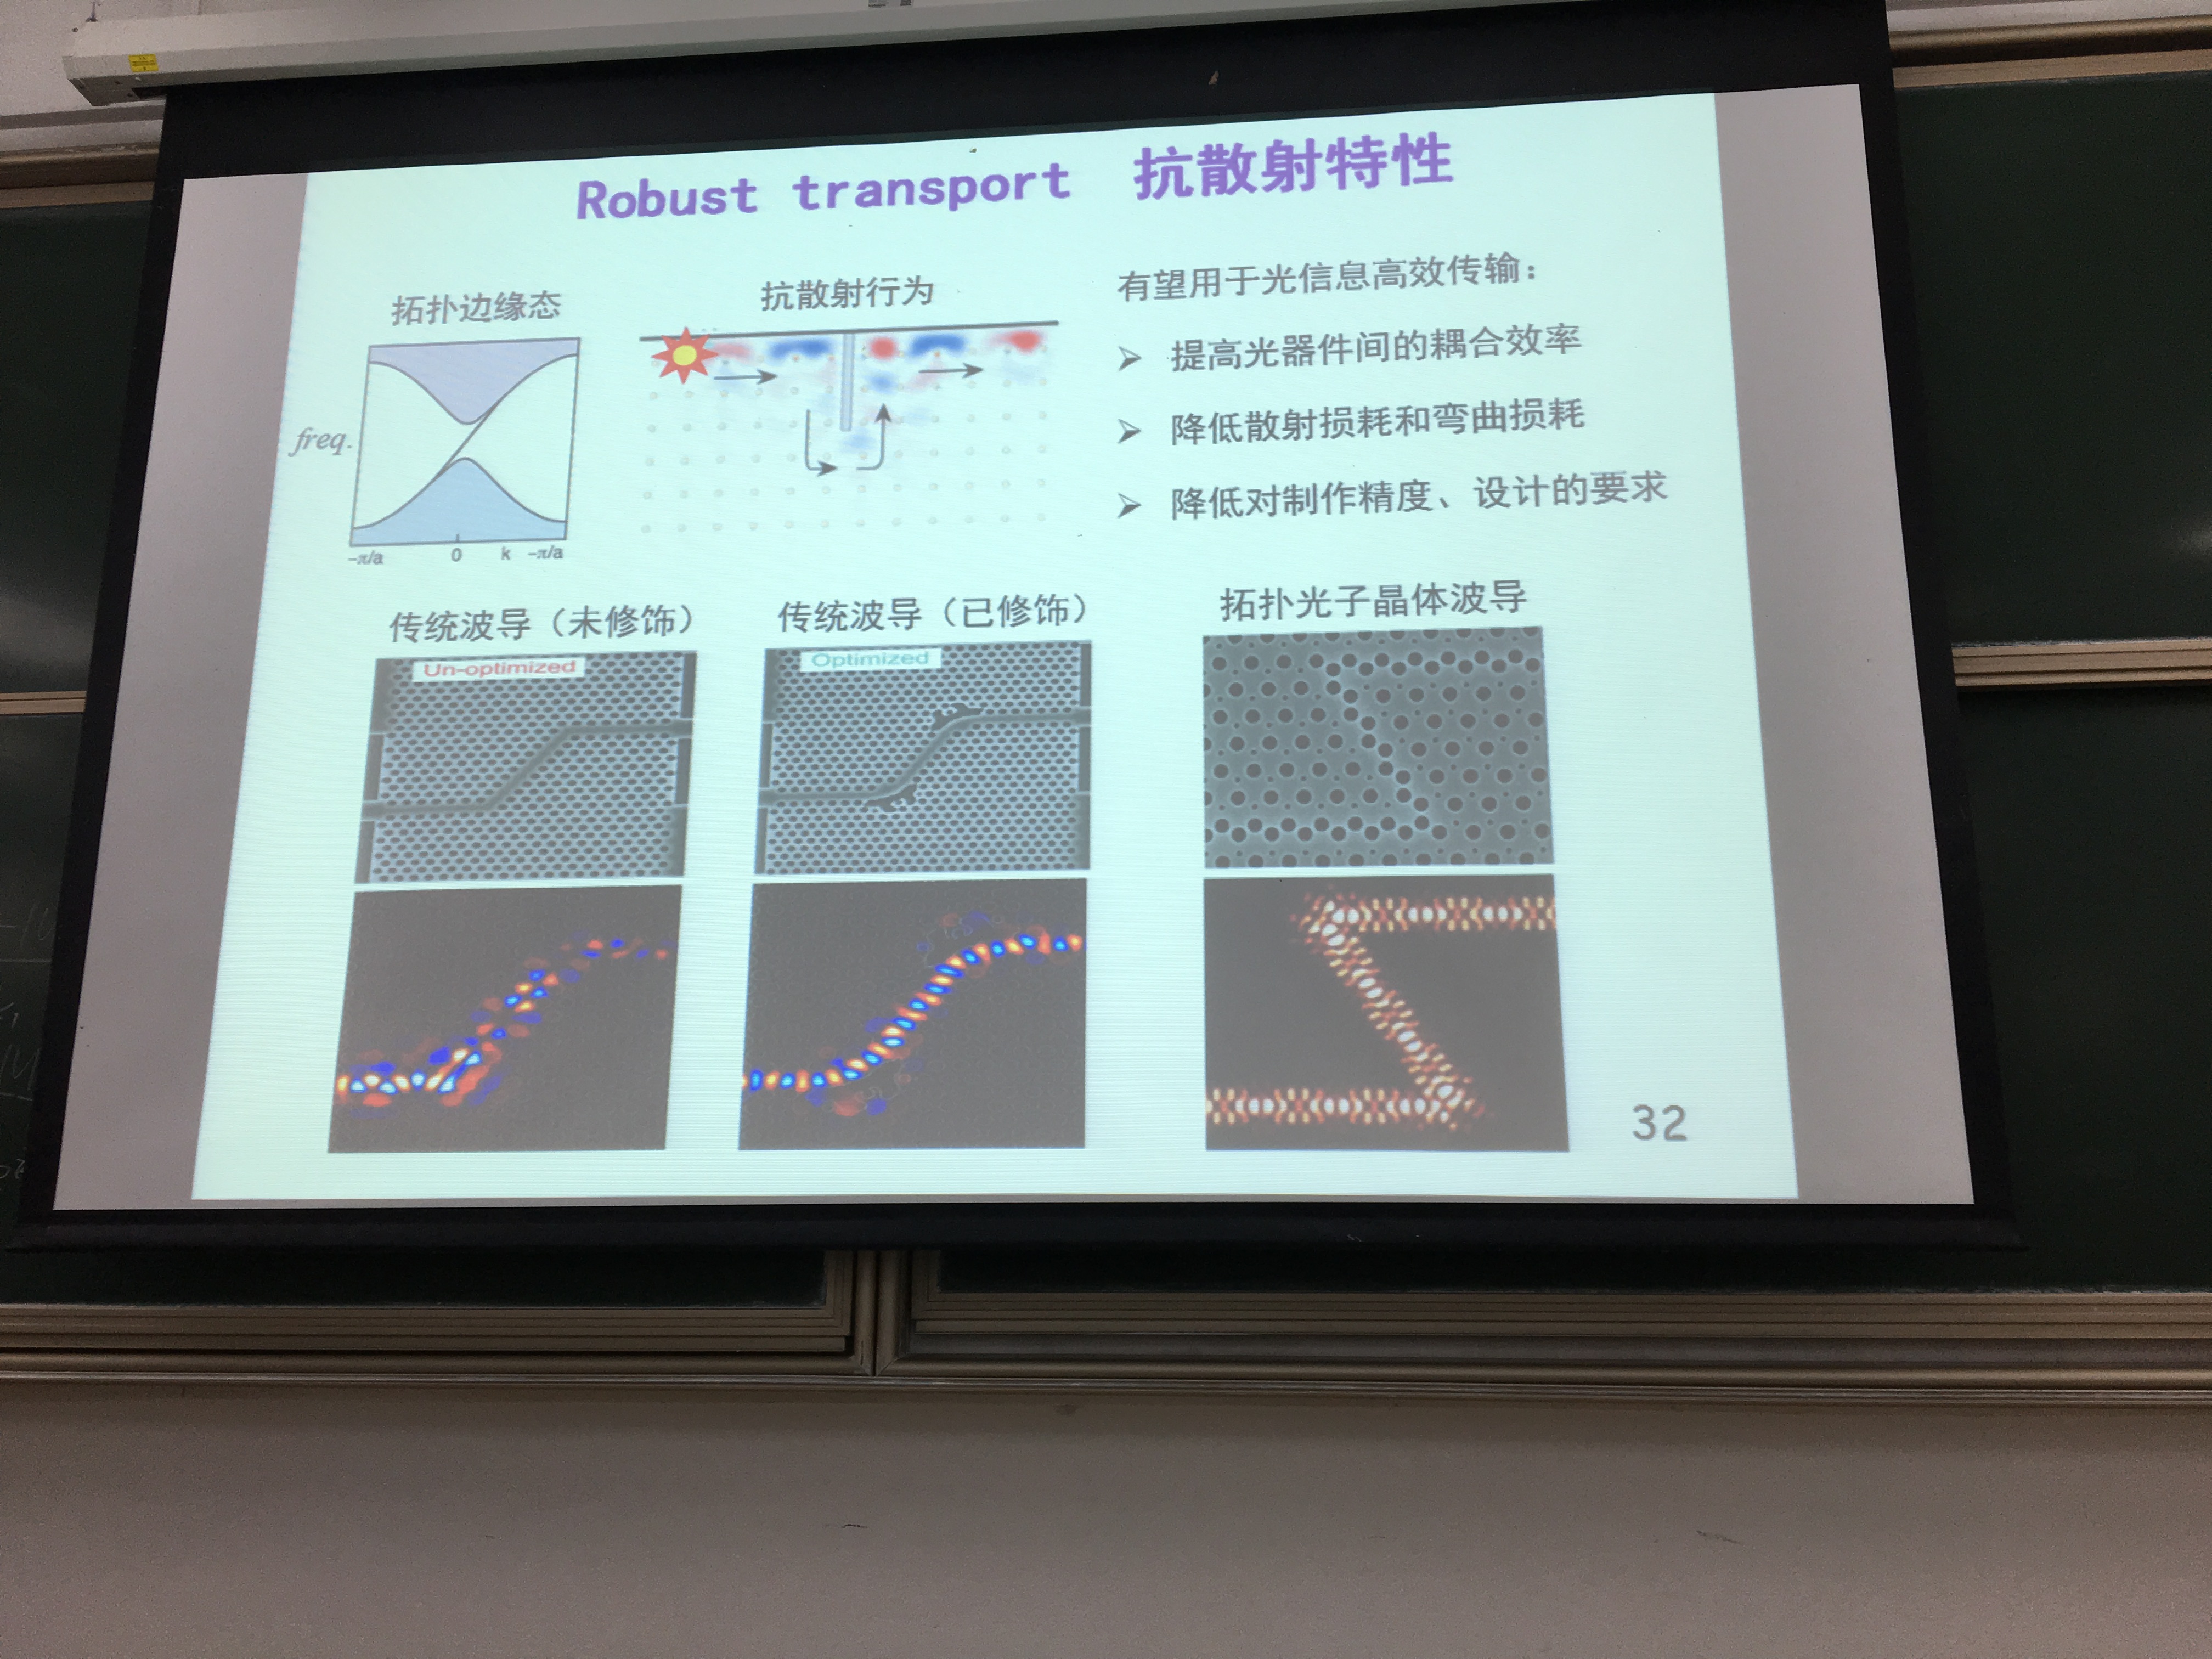 Robust transport 抗散射特性
拓扑边缘态
抗散射行为
有望用于光信息高效传输：
➢ 提高光器件间的耦合效率
➢ 降低散射损耗和弯曲损耗
➢ 降低对制作精度、设计的要求
freq.
-π/a 0 k -π/a
传统波导（未修饰）
传统波导（已修饰）
拓扑光子晶体波导
Un-optimized
Optimized
32